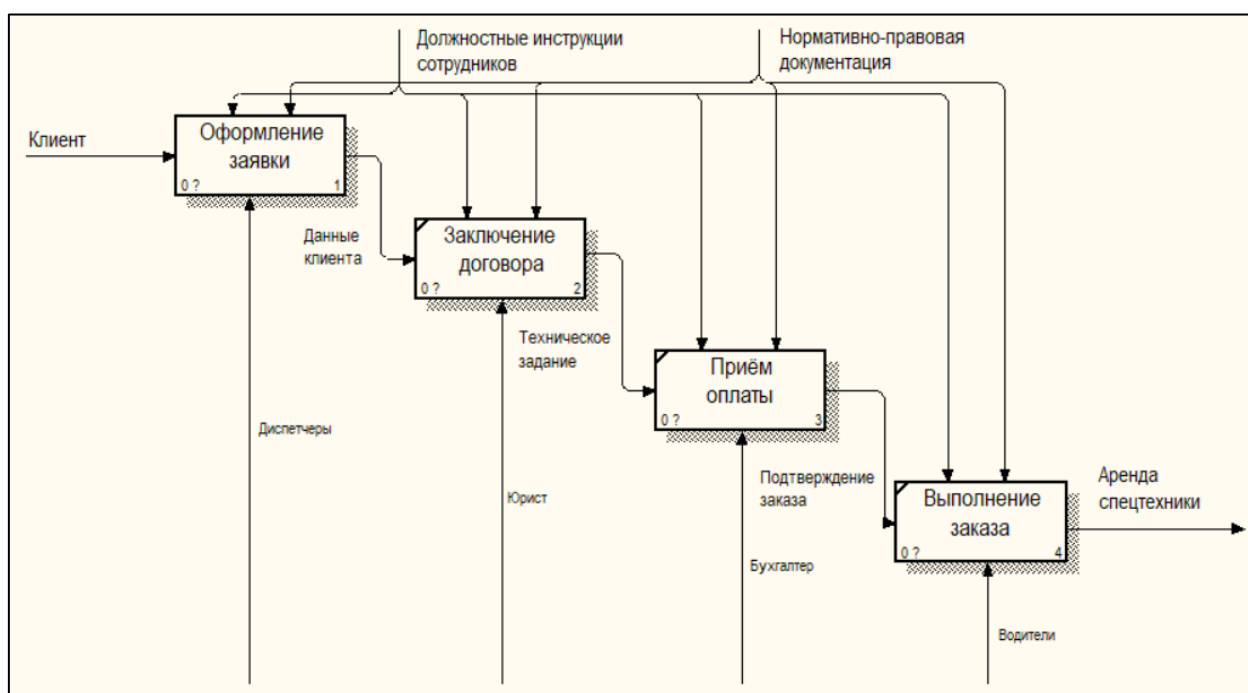 Должностные инструкции
сотрудников
Нормативно-правовая
документация
Клиент
Оформление
заявки
0 ?
1
Данные
клиента
Заключение
договора
0 ?
2
Техническое
задание
Приём
оплаты
0 ?
3
Диспетчеры
Юрист
Подтверждение
заказа
Выполнение
заказа
0 ?
4
Аренда
спецтехники
Бухгалтер
Водители